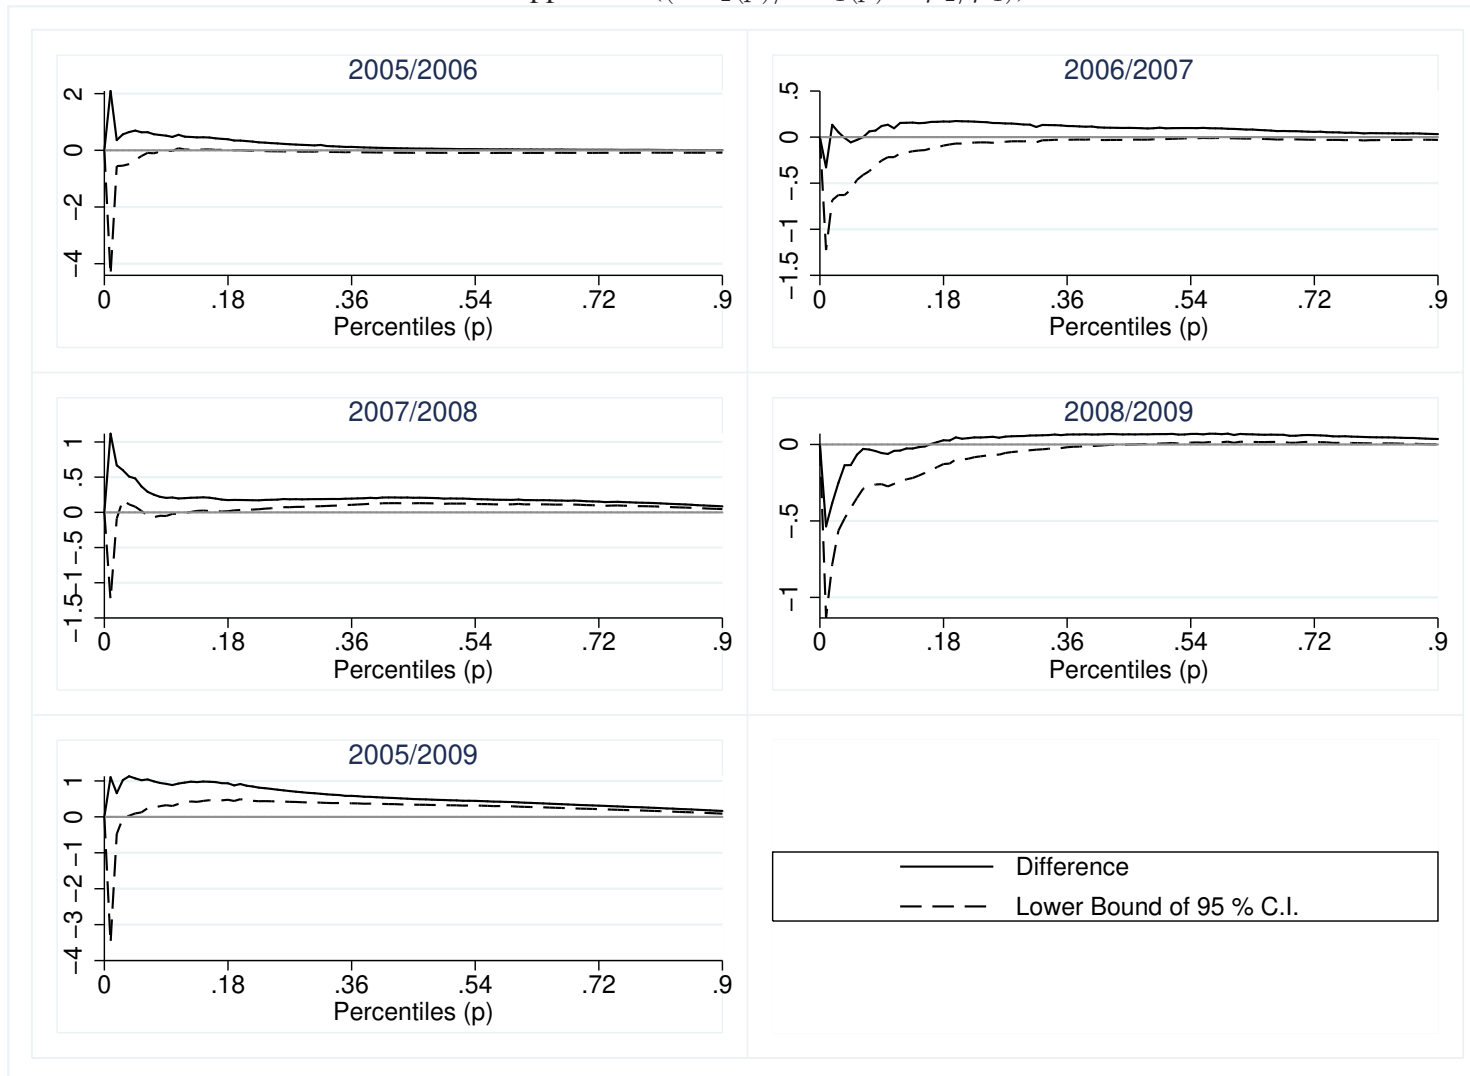 2005/2006
2
0
−2
−4
0 .18 .36 .54 .72 .9
Percentiles (p)
2006/2007
.5
0
−.5
−1
−1.5
0 .18 .36 .54 .72 .9
Percentiles (p)
2007/2008
1
.5
0
−.5
−1
−1.5
0 .18 .36 .54 .72 .9
Percentiles (p)
2008/2009
0
−.5
−1
0 .18 .36 .54 .72 .9
Percentiles (p)
2005/2009
1
0
−1
−2
−3
−4
0 .18 .36 .54 .72 .9
Percentiles (p)
Difference
Lower Bound of 95 % C.I.